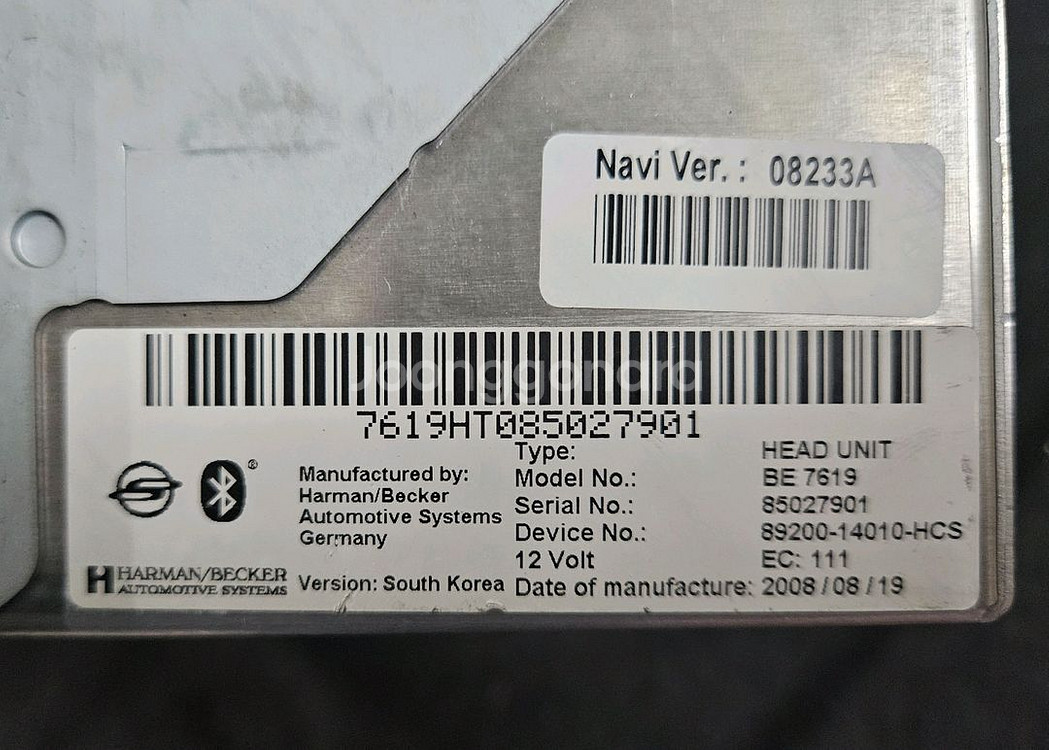 Navi Ver. : 08233A
Joonggonara
7619HT085027901
Type: HEAD UNIT
Model No.: BE 7619
Serial No.: 85027901
Device No.: 89200-14010-HCS
12 Volt EC: 111
Date of manufacture: 2008/08/19
®
Manufactured by:
Harman/Becker
Automotive Systems
Germany
Version: South Korea
HARMAN/BECKER
AUTOMOTIVE SYSTEMS